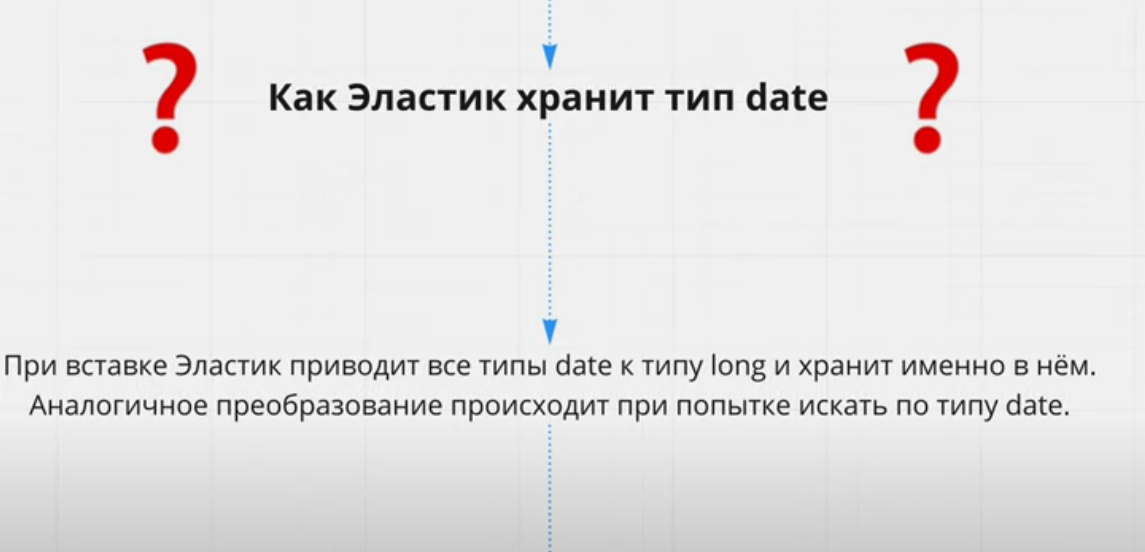 ? Как Эластик хранит тип date ?
При вставке Эластик приводит все типы date к типу long и хранит именно в нём.
Аналогичное преобразование происходит при попытке искать по типу date.